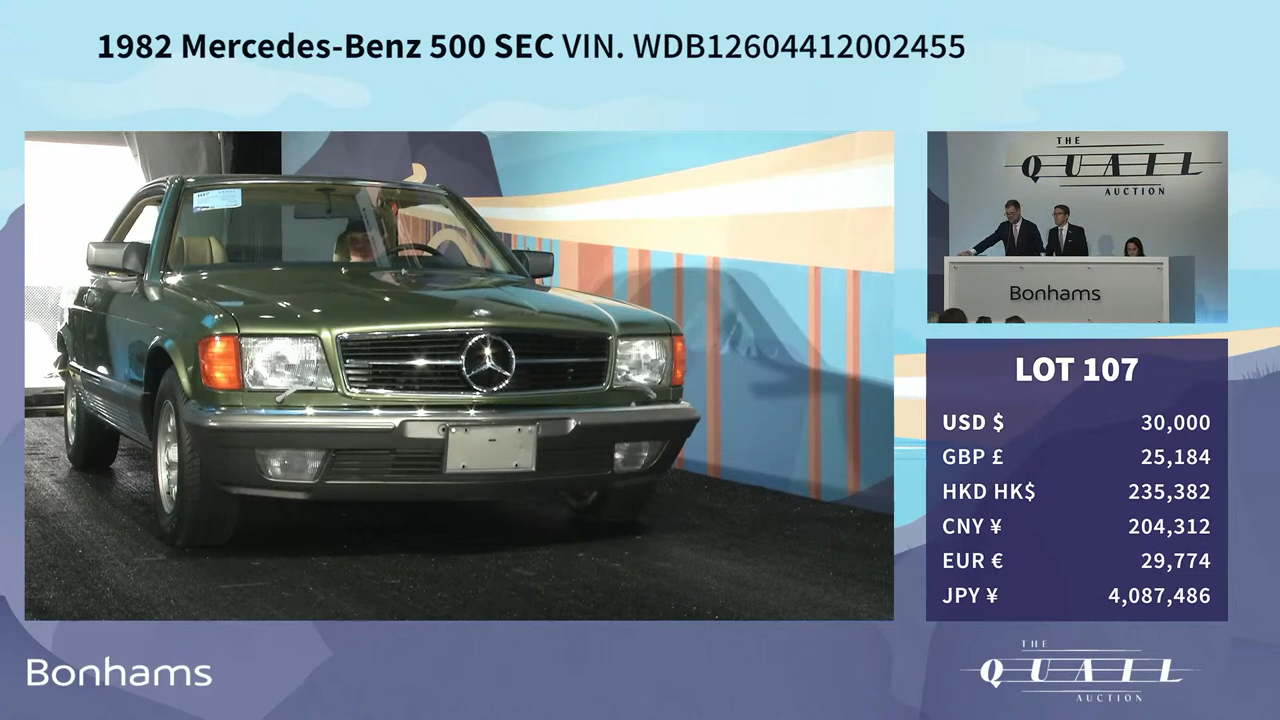 1982 Mercedes-Benz 500 SEC VIN. WDB12604412002455
107
THE
QUAIL
AUCTION
Bonhams
LOT 107
USD $ 30,000
GBP £ 25,184
HKD HK$ 235,382
CNY ¥ 204,312
EUR € 29,774
JPY ¥ 4,087,486
Bonhams
THE
QUAIL
AUCTION